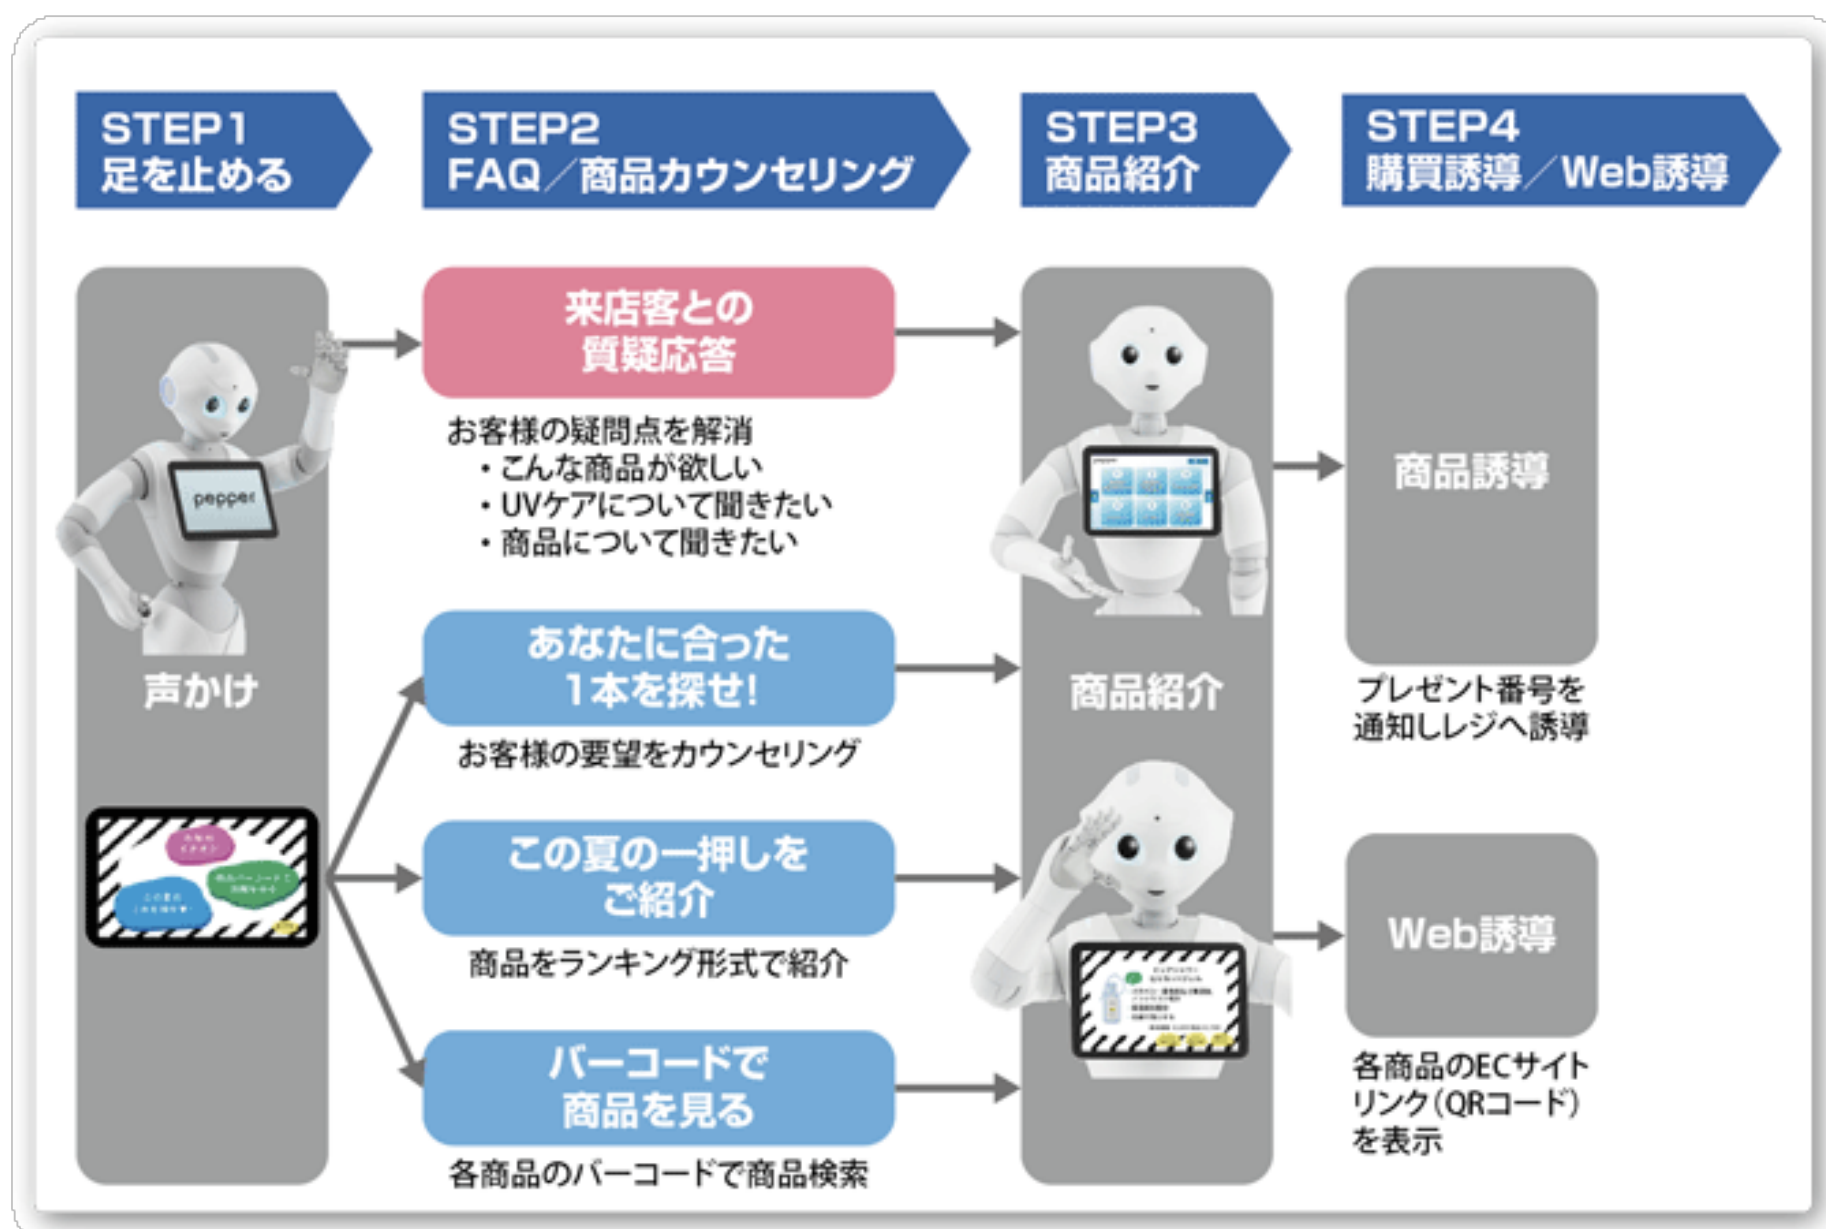 STEP1
足を止める
STEP2
FAQ／商品カウンセリング
STEP3
商品紹介
STEP4
購買誘導／Web誘導
pepper
声かけ
来店客との
質疑応答
お客様の疑問点を解消
・こんな商品が欲しい
・UVケアについて聞きたい
・商品について聞きたい
あなたに合った
1本を探せ！
お客様の要望をカウンセリング
この夏の一押しを
ご紹介
商品をランキング形式で紹介
バーコードで
商品を見る
各商品のバーコードで商品検索
商品紹介
商品誘導
プレゼント番号を
通知しレジへ誘導
Web誘導
各商品のECサイト
リンク（QRコード）
を表示